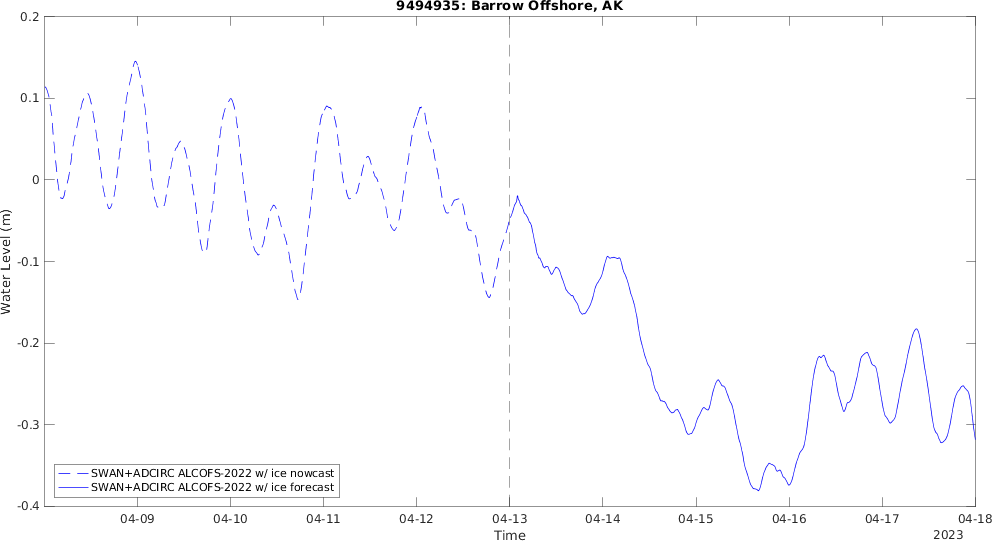 9494935: Barrow Offshore, AK
Water Level (m)
0.2
0.1
0
-0.1
-0.2
-0.3
-0.4
SWAN+ADCIRC ALCOFS-2022 w/ ice nowcast
SWAN+ADCIRC ALCOFS-2022 w/ ice forecast
04-09 04-10 04-11 04-12 04-13 04-14 04-15 04-16 04-17 04-18
Time
2023